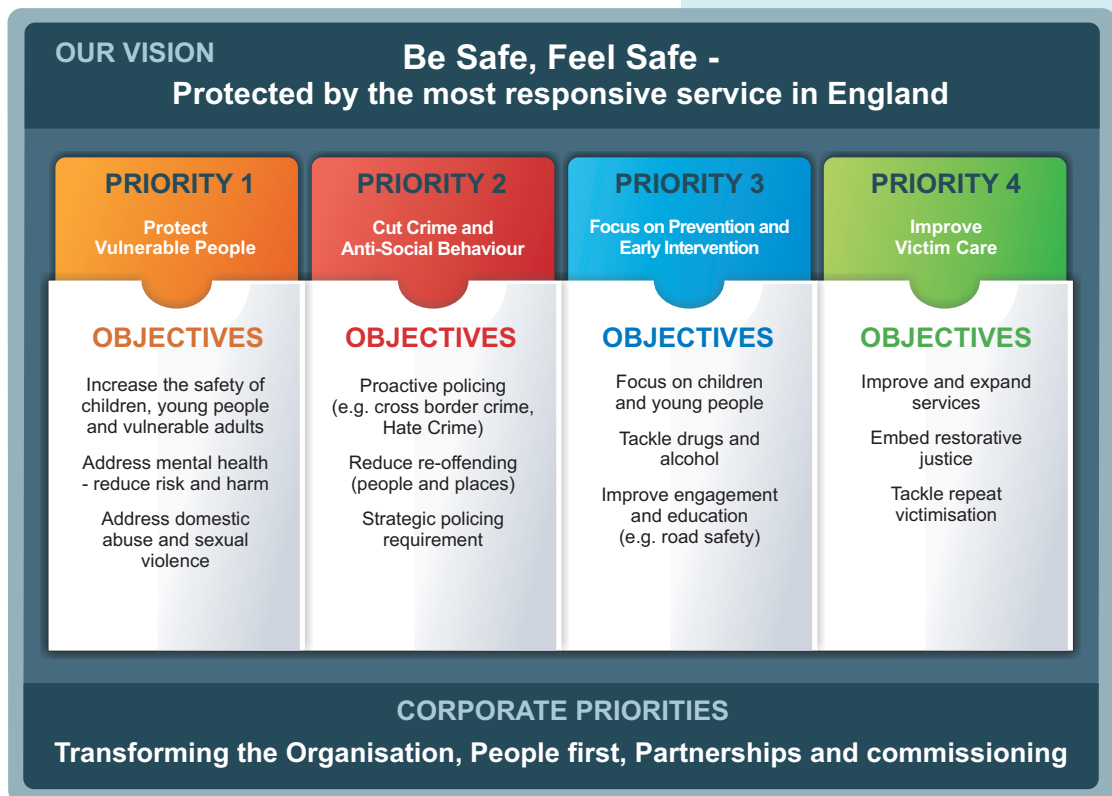 OUR VISION
Be Safe, Feel Safe -
Protected by the most responsive service in England
PRIORITY 1
Protect
Vulnerable People
OBJECTIVES
Increase the safety of
children, young people
and vulnerable adults
Address mental health
- reduce risk and harm
Address domestic
abuse and sexual
violence
PRIORITY 2
Cut Crime and
Anti-Social Behaviour
OBJECTIVES
Proactive policing
(e.g. cross border crime,
Hate Crime)
Reduce re-offending
(people and places)
Strategic policing
requirement
PRIORITY 3
Focus on Prevention and
Early Intervention
OBJECTIVES
Focus on children
and young people
Tackle drugs and
alcohol
Improve engagement
and education
(e.g. road safety)
PRIORITY 4
Improve
Victim Care
OBJECTIVES
Improve and expand
services
Embed restorative
justice
Tackle repeat
victimisation
CORPORATE PRIORITIES
Transforming the Organisation, People first, Partnerships and commissioning